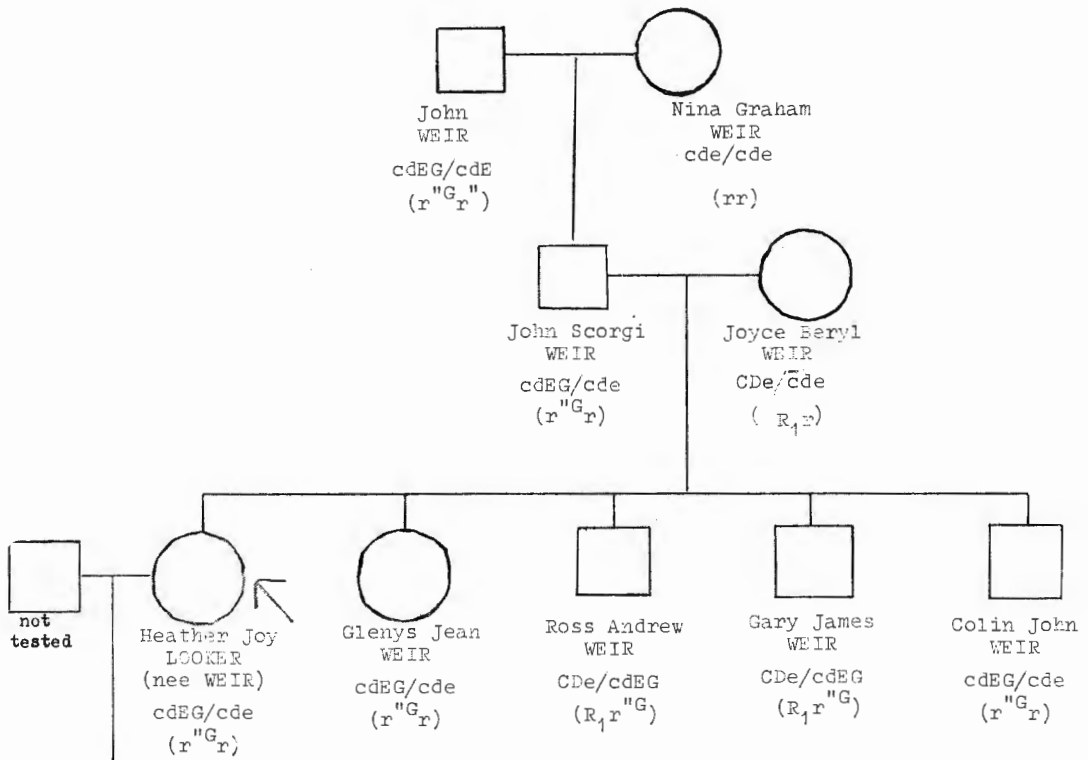 John
WEIR
cdEG/cdE
(r"ᴳr")
Nina Graham
WEIR
cde/cde
(rr)
John Scorgi
WEIR
cdEG/cde
(r"ᴳr)
Joyce Beryl
WEIR
CDe/cde
( R₁r)
not
tested
Heather Joy
LOOKER
(nee WEIR)
cdEG/cde
(r"ᴳr)
Glenys Jean
WEIR
cdEG/cde
(r"ᴳr)
Ross Andrew
WEIR
CDe/cdEG
(R₁r"ᴳ)
Gary James
WEIR
CDe/cdEG
(R₁r"ᴳ)
Colin John
WEIR
cdEG/cde
(r"ᴳr)